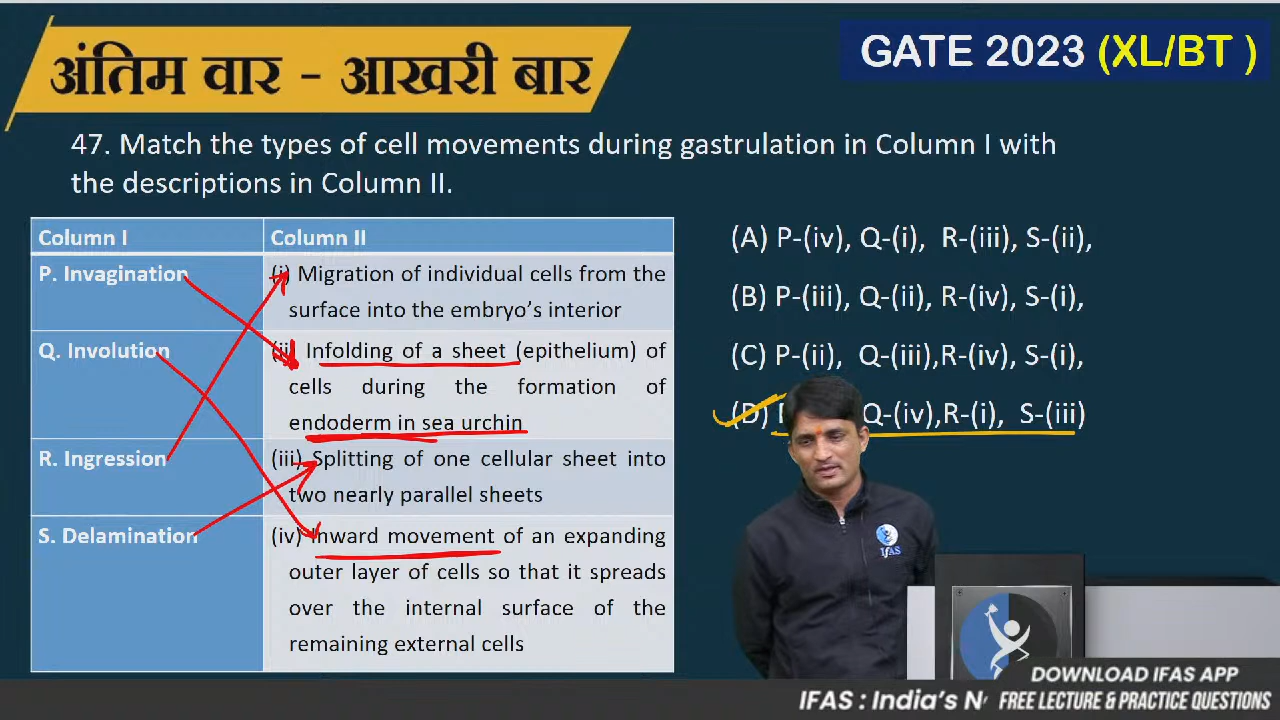 अंतिम वार - आखरी बार
GATE 2023 (XL/BT )
47. Match the types of cell movements during gastrulation in Column I with
the descriptions in Column II.
Column I
Column II
P. Invagination
(i) Migration of individual cells from the
surface into the embryo's interior
Q. Involution
(ii) Infolding of a sheet (epithelium) of
cells during the formation of
endoderm in sea urchin
R. Ingression
(iii) Splitting of one cellular sheet into
two nearly parallel sheets
S. Delamination
(iv) Inward movement of an expanding
outer layer of cells so that it spreads
over the internal surface of the
remaining external cells
(A) P-(iv), Q-(i), R-(iii), S-(ii),
(B) P-(iii), Q-(ii), R-(iv), S-(i),
(C) P-(ii), Q-(iii),R-(iv), S-(i),
(D) Q-(iv),R-(i), S-(iii)
IFAS
DOWNLOAD IFAS APP
IFAS : India's
FREE LECTURE & PRACTICE QUESTIONS